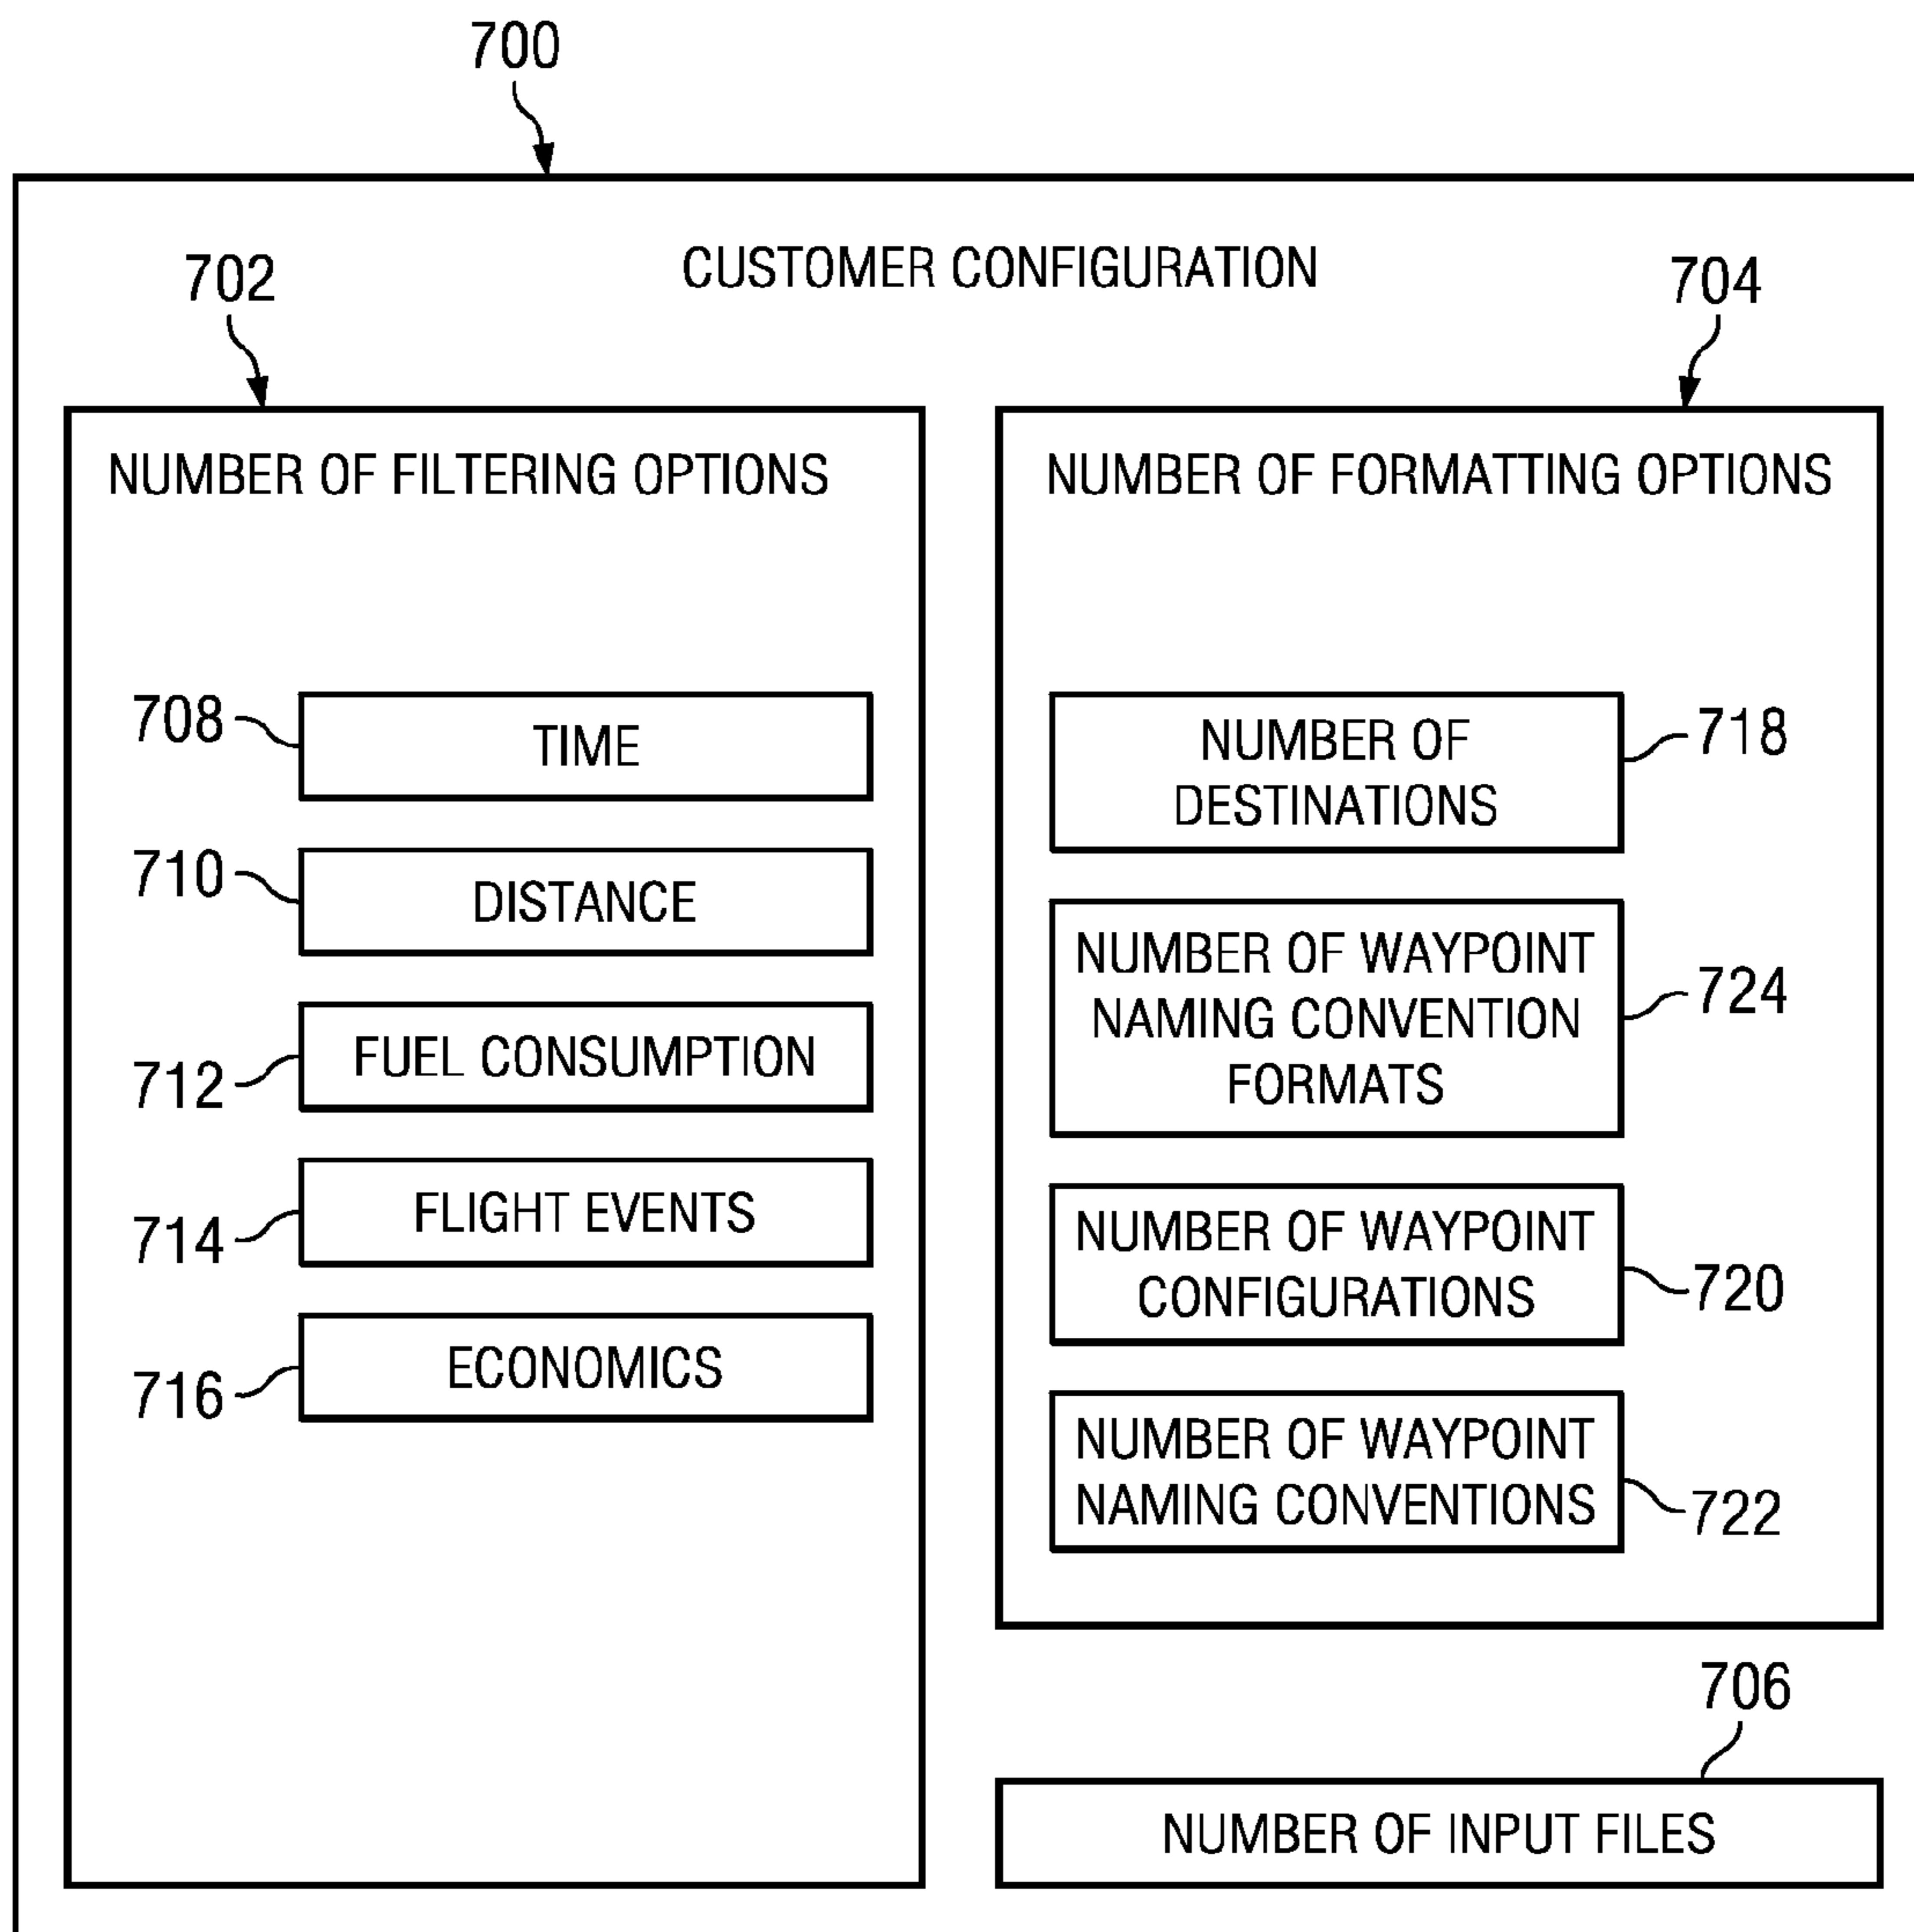 700
CUSTOMER CONFIGURATION
702
704
NUMBER OF FILTERING OPTIONS
708
TIME
710
DISTANCE
712
FUEL CONSUMPTION
714
FLIGHT EVENTS
716
ECONOMICS
NUMBER OF FORMATTING OPTIONS
NUMBER OF
DESTINATIONS
718
NUMBER OF WAYPOINT
NAMING CONVENTION
FORMATS
724
NUMBER OF WAYPOINT
CONFIGURATIONS
720
NUMBER OF WAYPOINT
NAMING CONVENTIONS
722
706
NUMBER OF INPUT FILES